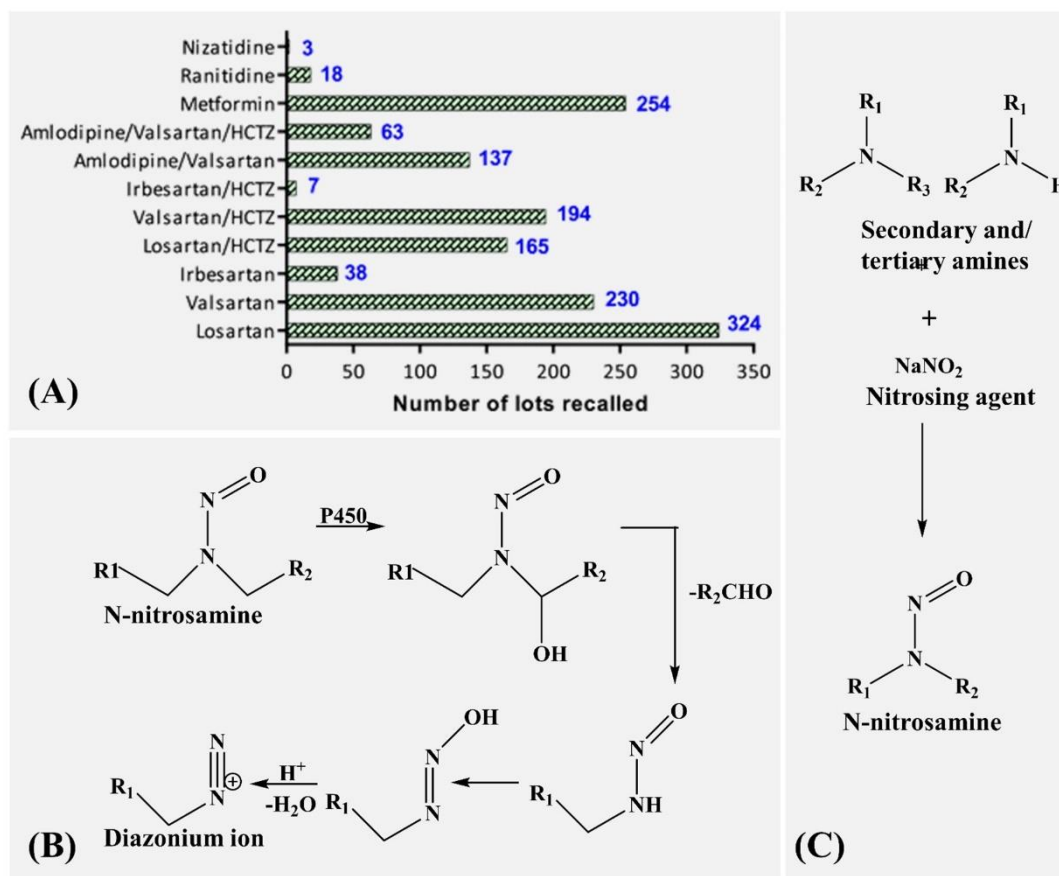 Nizatidine 3
Ranitidine 18
Metformin 254
Amlodipine/Valsartan/HCTZ 63
Amlodipine/Valsartan 137
Irbesartan/HCTZ 7
Valsartan/HCTZ 194
Losartan/HCTZ 165
Irbesartan 38
Valsartan 230
Losartan 324
0 50 100 150 200 250 300 350
Number of lots recalled
(A)
N O
N
R1 R₂
N-nitrosamine
P450
N O
N
R1 R₂
OH
-R₂CHO
O
N
NH
R₁
OH
N
N
R₁
H⁺
-H₂O
N
N
⊕
R₁
Diazonium ion
(B)
R₁ R₁
N N
R₂ R₃ R₂ H
Secondary and/
tertiary amines
+
+
NaNO₂
Nitrosing agent
O
N
N
R₁ R₂
N-nitrosamine
(C)